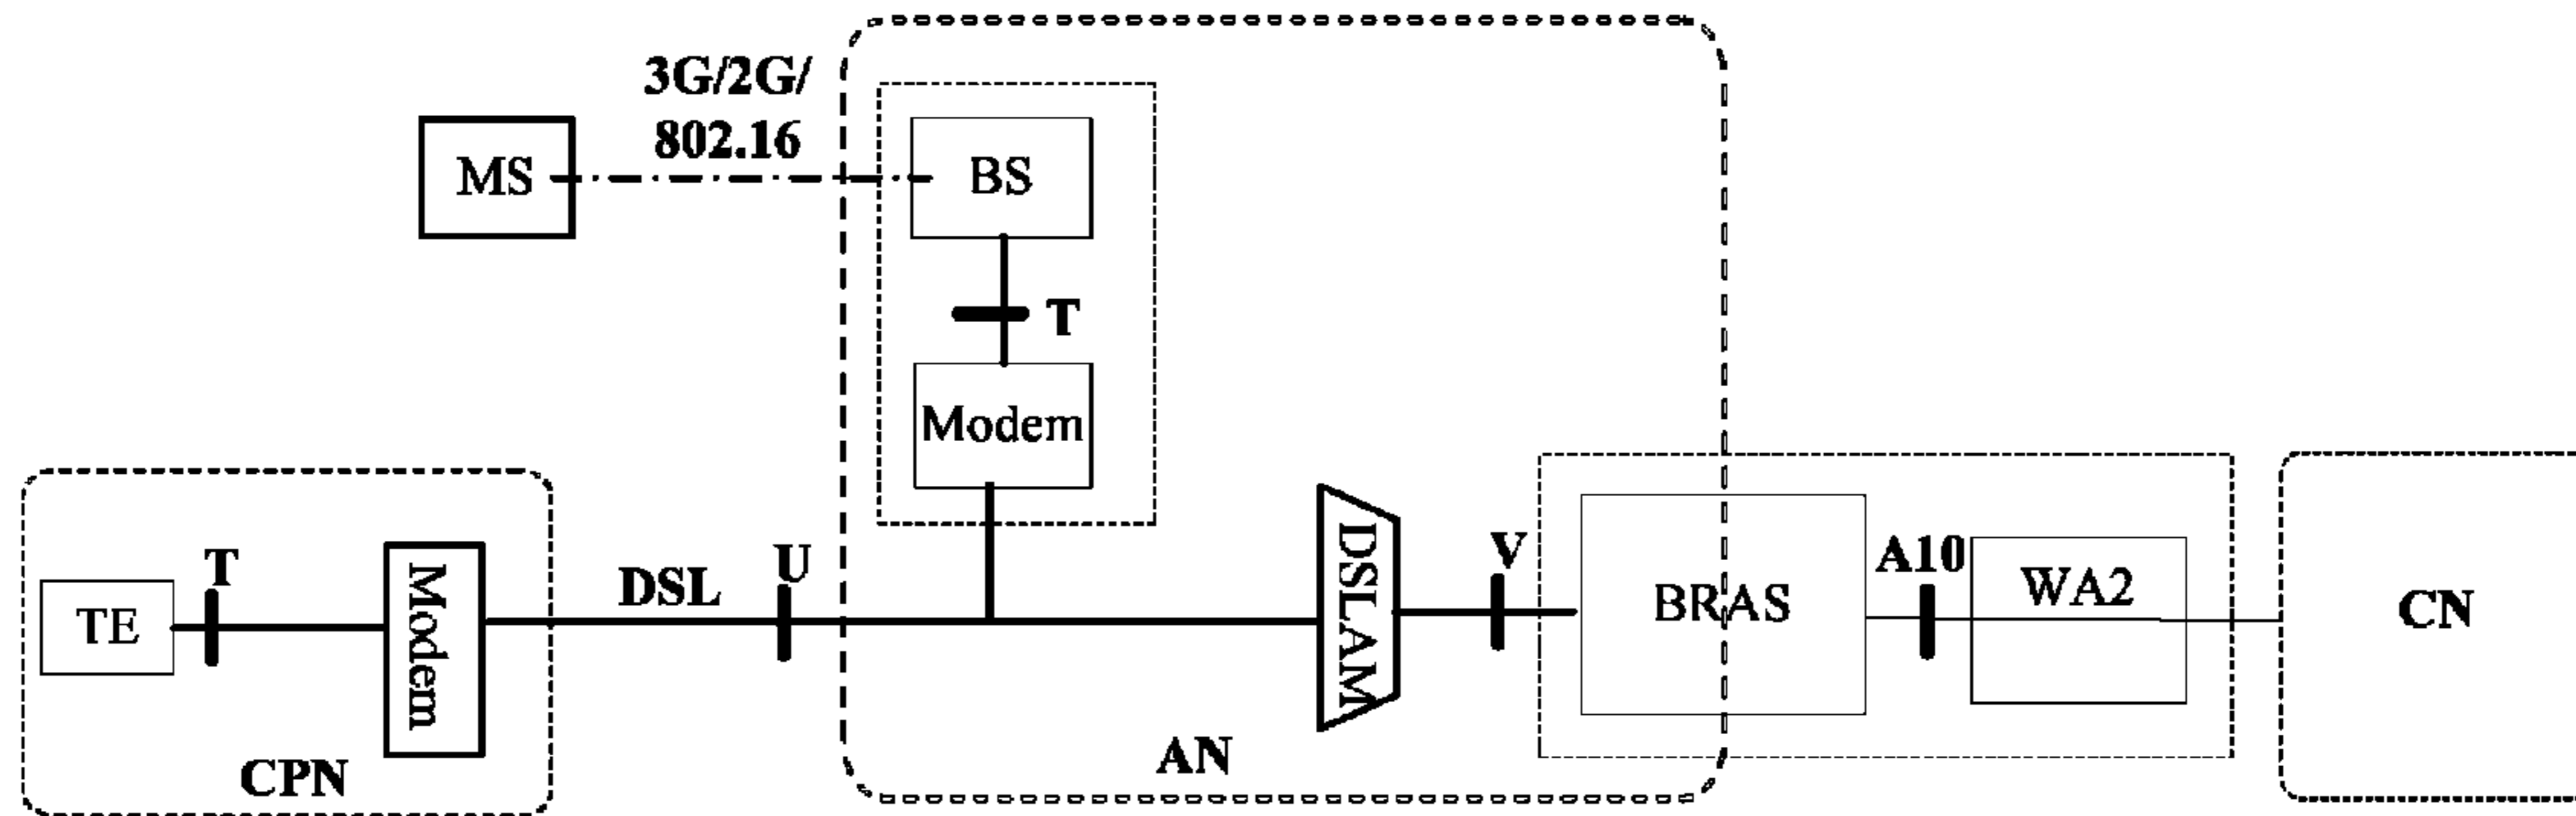 3G/2G/
802.16
MS
BS
T
Modem
T
TE
Modem
CPN
DSL
U
DSLAM
AN
V
BRAS
A10
WA2
CN